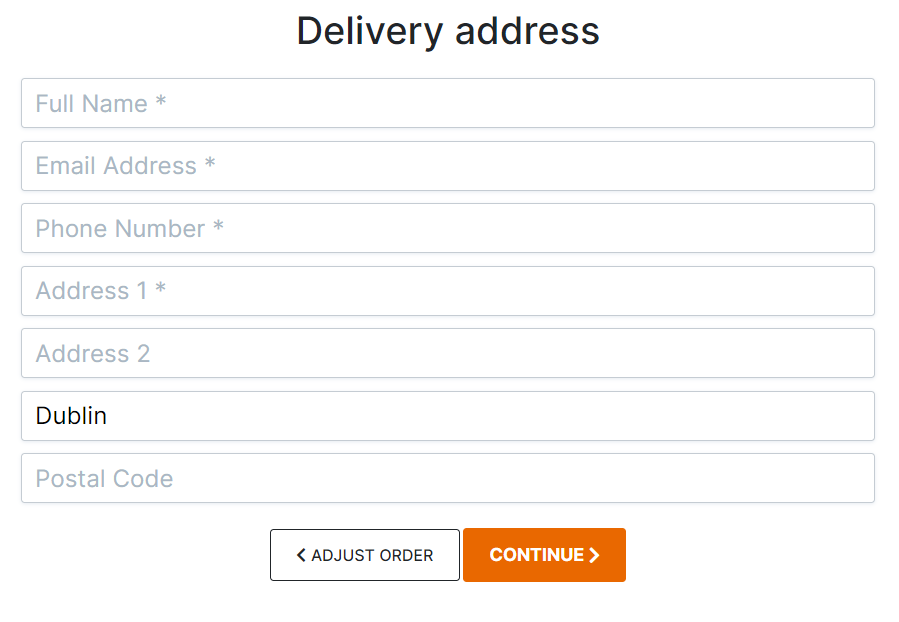 Delivery address
Full Name *
Email Address *
Phone Number *
Address 1 *
Address 2
Dublin
Postal Code
ADJUST ORDER
CONTINUE